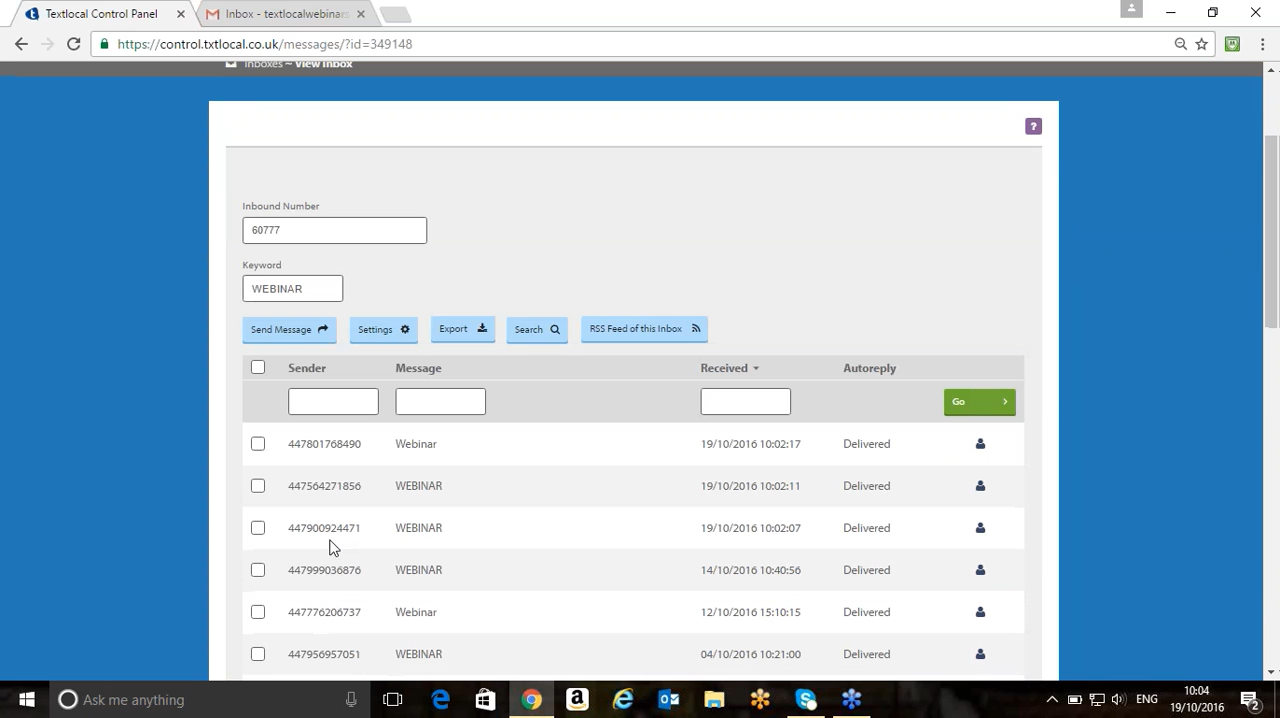 Textlocal Control Panel
Inbox - textlocalwebinars
https://control.txtlocal.co.uk/messages/?id=349148
Inboxes ~ View Inbox
?
Inbound Number
60777
Keyword
WEBINAR
Send Message Settings Export Search RSS Feed of this Inbox
Sender Message Received Autoreply
Go
447801768490 Webinar 19/10/2016 10:02:17 Delivered
447564271856 WEBINAR 19/10/2016 10:02:11 Delivered
447900924471 WEBINAR 19/10/2016 10:02:07 Delivered
447999036876 WEBINAR 14/10/2016 10:40:56 Delivered
447776206737 Webinar 12/10/2016 15:10:15 Delivered
447956957051 WEBINAR 04/10/2016 10:21:00 Delivered
Ask me anything
ENG
10:04
19/10/2016
2